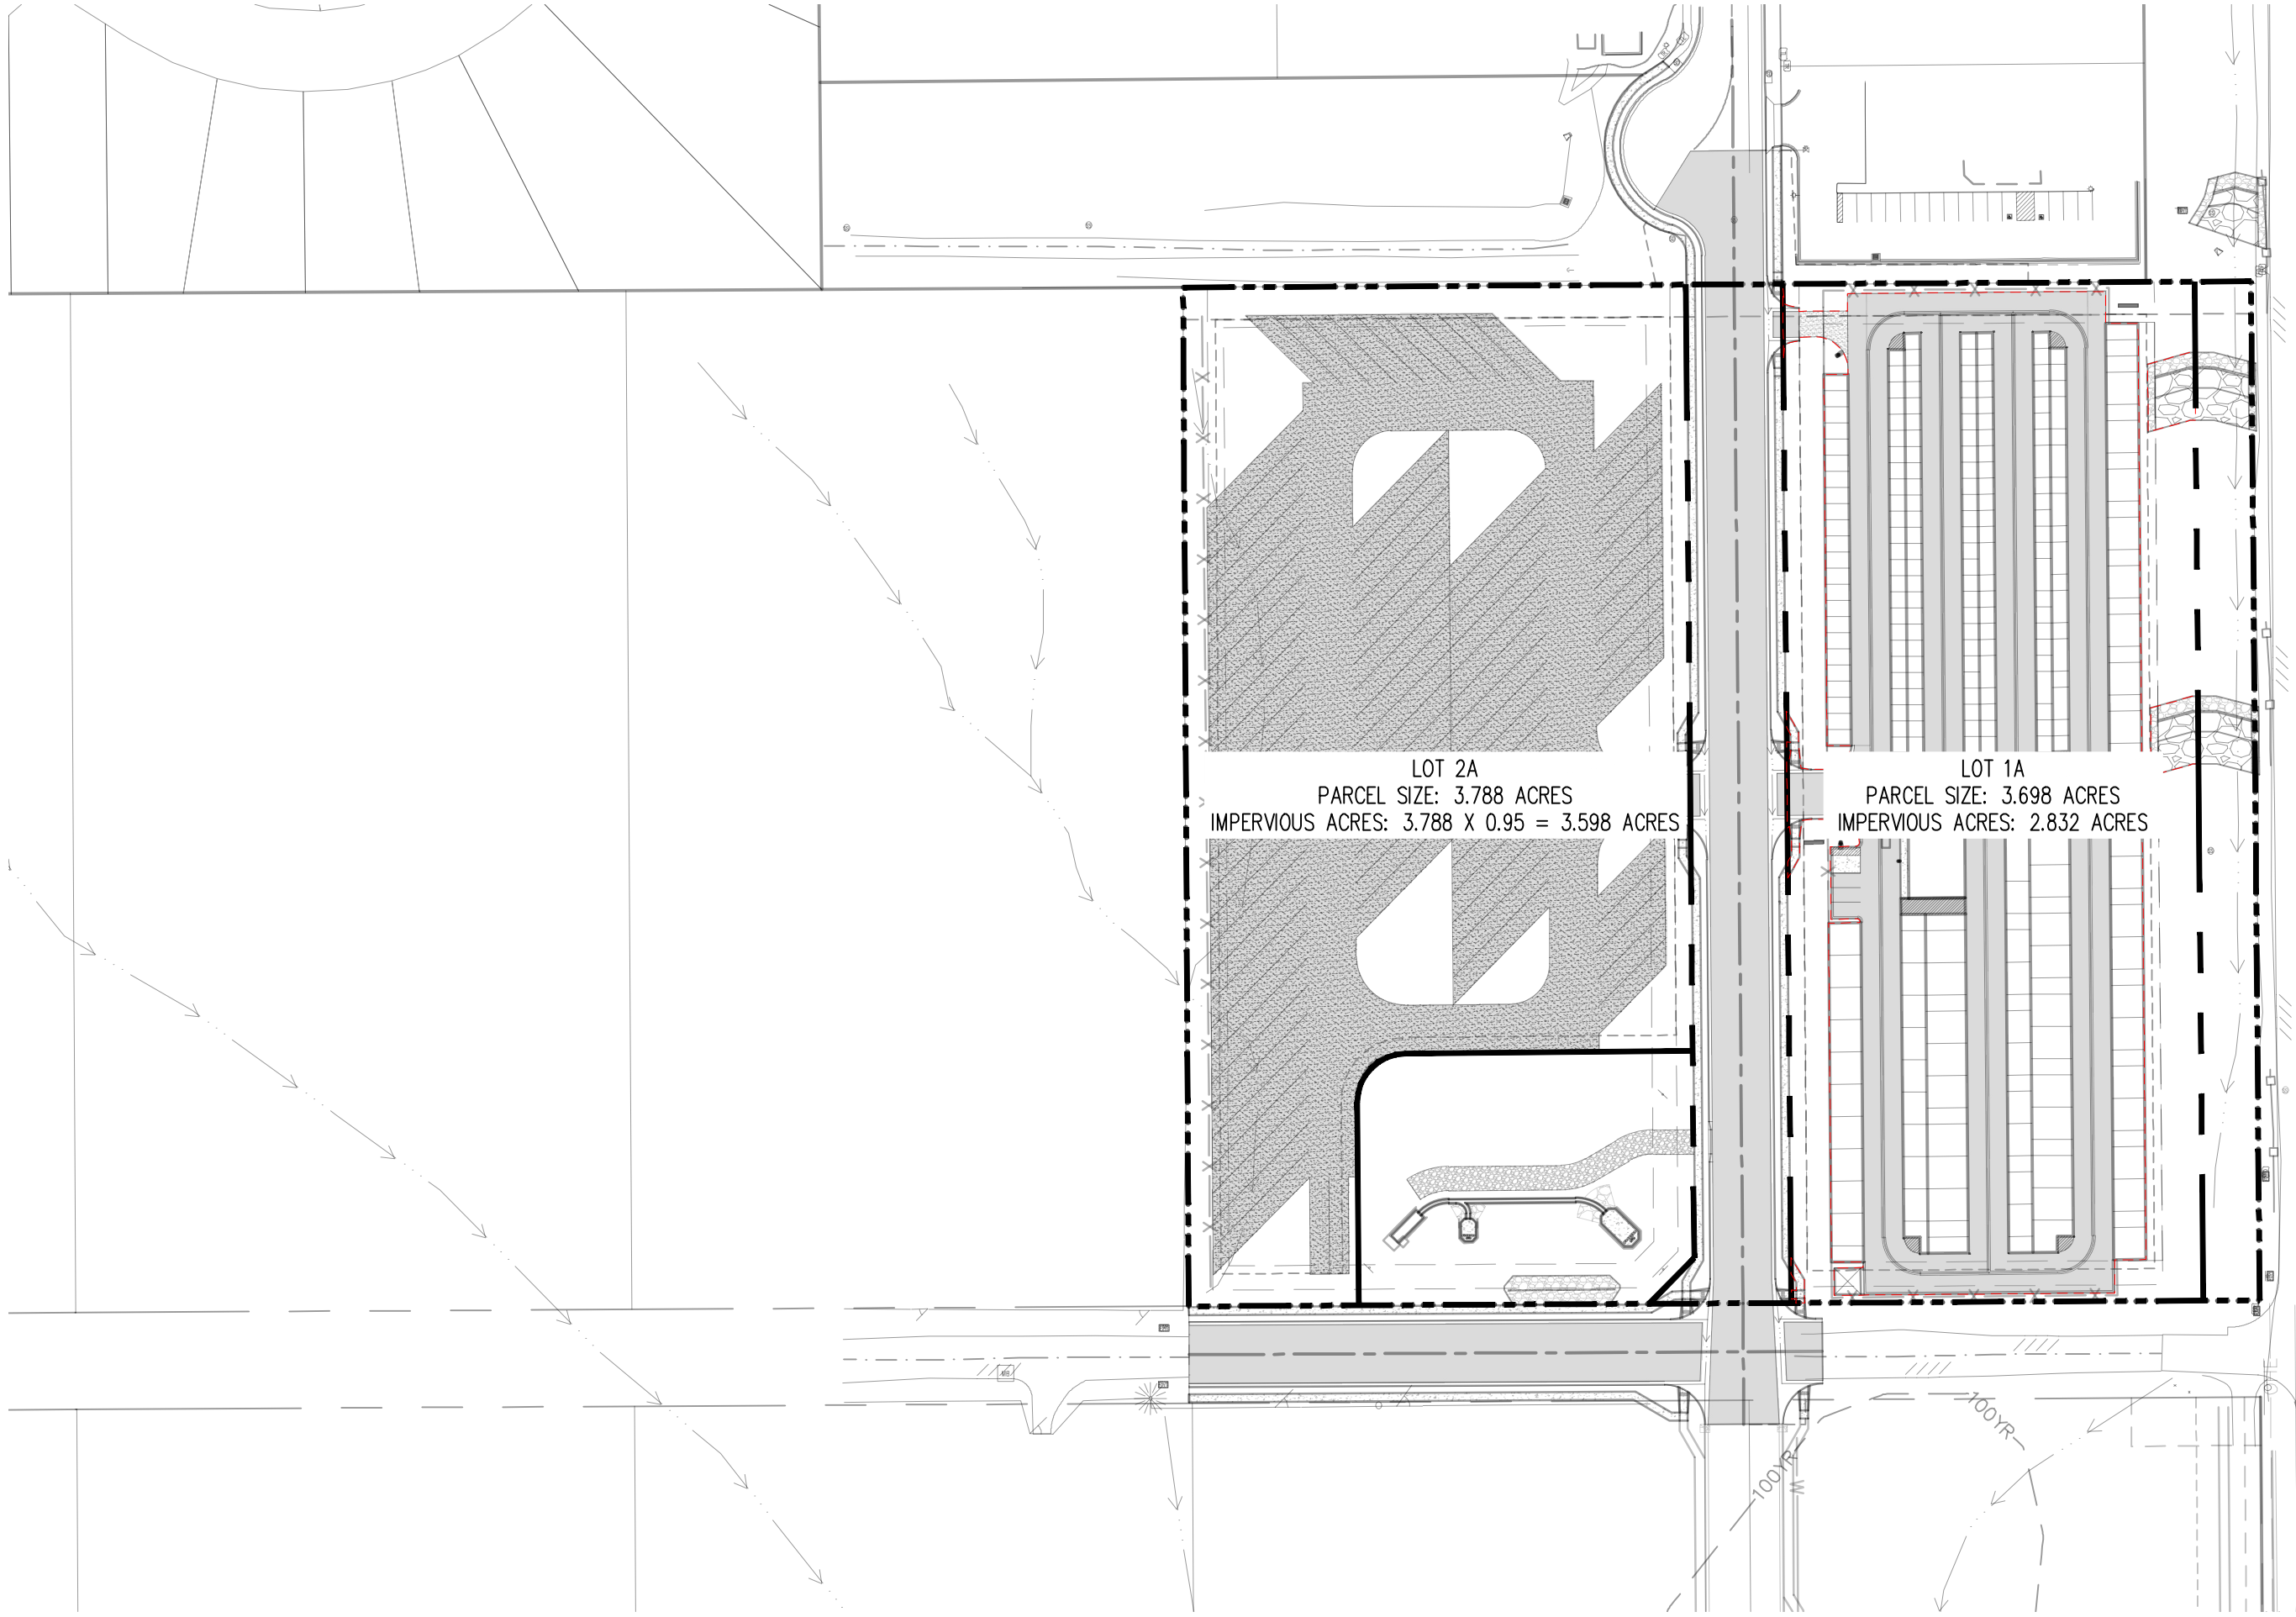 LOT 2A
PARCEL SIZE: 3.788 ACRES
IMPERVIOUS ACRES: 3.788 X 0.95 = 3.598 ACRES
LOT 1A
PARCEL SIZE: 3.698 ACRES
IMPERVIOUS ACRES: 2.832 ACRES
100YR
100YR
W